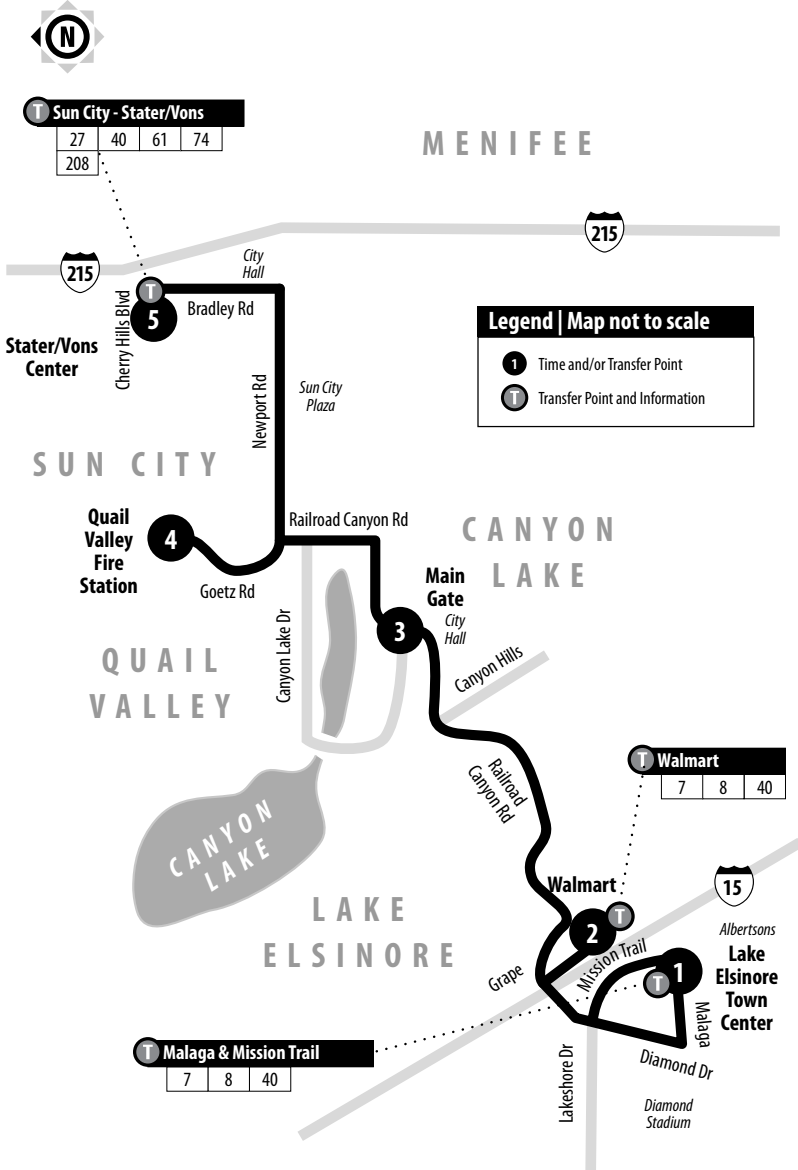 N
T Sun City - Stater/Vons
27 40 61 74
208
MENIFEE
215
215
City
Hall
T
5
Bradley Rd
Cherry Hills Blvd
Stater/Vons
Center
Legend | Map not to scale
1 Time and/or Transfer Point
T Transfer Point and Information
Newport Rd
Sun City
Plaza
SUN CITY
Quail
Valley
Fire
Station
4
Railroad Canyon Rd
Goetz Rd
CANYON
LAKE
Main
Gate
City
Hall
3
Canyon Lake Dr
QUAIL
VALLEY
Canyon Hills
Railroad
Canyon Rd
T Walmart
7 8 40
CANYON
LAKE
Walmart
T
2
15
LAKE
ELSINORE
Albertsons
Lake
Elsinore
Town
Center
Mission Trail
1
T
Grape
Malaga
T Malaga & Mission Trail
7 8 40
Lakeshore Dr
Diamond Dr
Diamond
Stadium